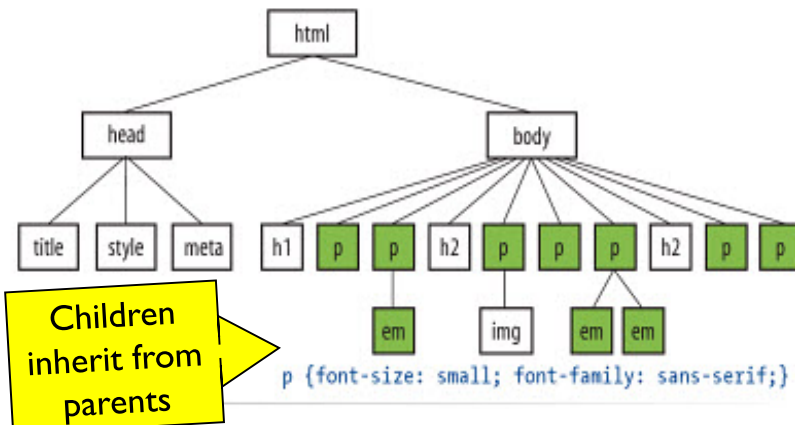 html
head body
title style meta h1 p p h2 p p p h2 p p
em img em em
Children
inherit from
parents
p {font-size: small; font-family: sans-serif;}